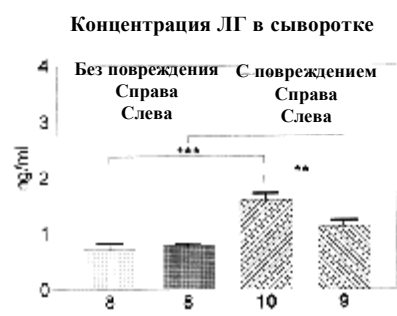 Концентрация ЛГ в сыворотке
Без повреждения
Справа
Слева
С повреждением
Справа
Слева
4
3
2
1
0
ng/ml
***
**
8 8 10 9